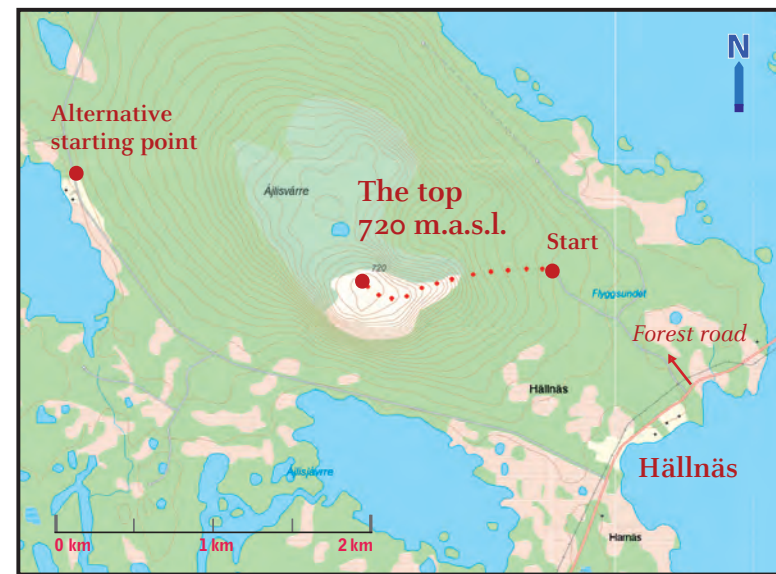 N
Alternative
starting point
Ájlisvárre
The top
720 m.a.s.l.
Start
720
Flyggsundet
Forest road
Hällnäs
Hällnäs
Ájlisjávrre
0 km
1 km
2 km
Hamnäs